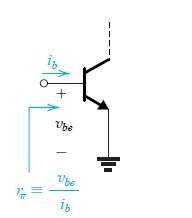 i_b
+
v_be
−
r_π ≡ v_be / i_b